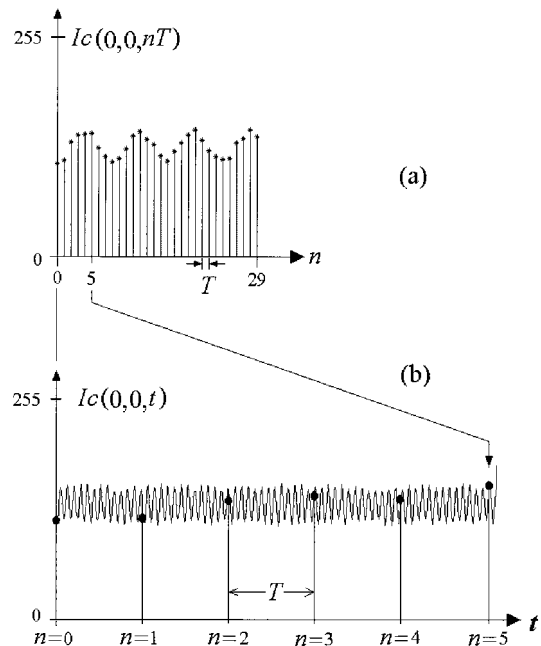 255
Ic(0,0,nT)
(a)
0
n
0
5
T
29
(b)
255
Ic(0,0,t)
T
0
t
n=0
n=1
n=2
n=3
n=4
n=5